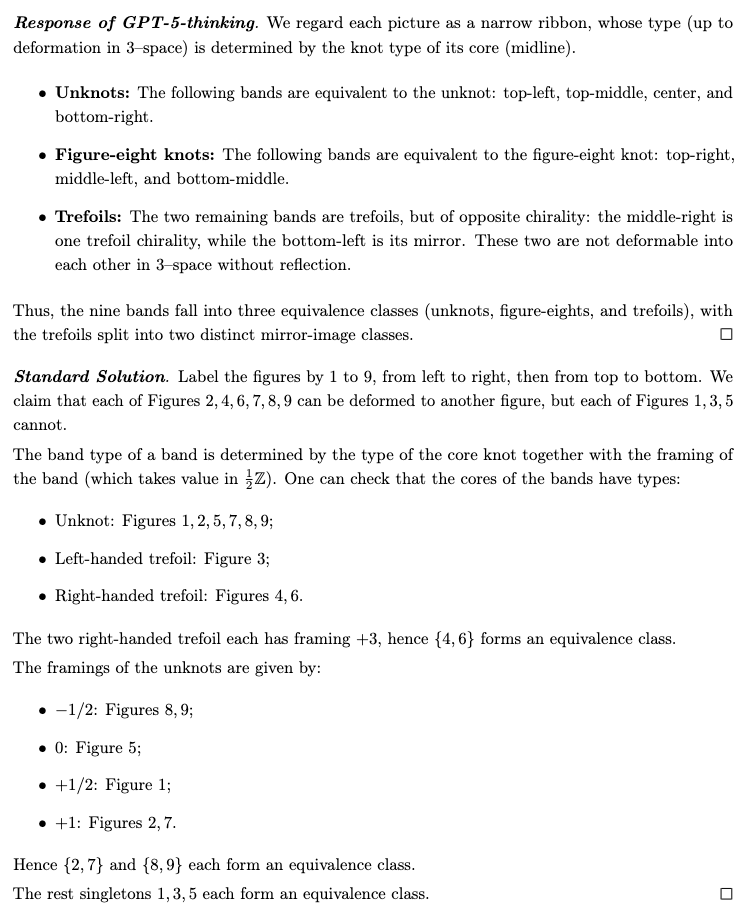 Response of GPT-5-thinking. We regard each picture as a narrow ribbon, whose type (up to
deformation in 3–space) is determined by the knot type of its core (midline).
• Unknots: The following bands are equivalent to the unknot: top-left, top-middle, center, and
bottom-right.
• Figure-eight knots: The following bands are equivalent to the figure-eight knot: top-right,
middle-left, and bottom-middle.
• Trefoils: The two remaining bands are trefoils, but of opposite chirality: the middle-right is
one trefoil chirality, while the bottom-left is its mirror. These two are not deformable into
each other in 3–space without reflection.
Thus, the nine bands fall into three equivalence classes (unknots, figure-eights, and trefoils), with
the trefoils split into two distinct mirror-image classes. □
Standard Solution. Label the figures by 1 to 9, from left to right, then from top to bottom. We
claim that each of Figures 2, 4, 6, 7, 8, 9 can be deformed to another figure, but each of Figures 1, 3, 5
cannot.
The band type of a band is determined by the type of the core knot together with the framing of
the band (which takes value in ½ℤ). One can check that the cores of the bands have types:
• Unknot: Figures 1, 2, 5, 7, 8, 9;
• Left-handed trefoil: Figure 3;
• Right-handed trefoil: Figures 4, 6.
The two right-handed trefoil each has framing +3, hence {4, 6} forms an equivalence class.
The framings of the unknots are given by:
• −1/2: Figures 8, 9;
• 0: Figure 5;
• +1/2: Figure 1;
• +1: Figures 2, 7.
Hence {2, 7} and {8, 9} each form an equivalence class.
The rest singletons 1, 3, 5 each form an equivalence class. □